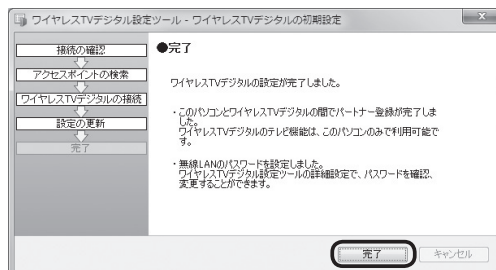 ワイヤレスTVデジタル設定ツール - ワイヤレスTVデジタルの初期設定
接続の確認
アクセスポイントの検索
ワイヤレスTVデジタルの接続
設定の更新
完了
●完了
ワイヤレスTVデジタルの設定が完了しました。
・このパソコンとワイヤレスTVデジタルの間でパートナー登録が完了しま
した。
ワイヤレスTVデジタルのテレビ機能は、このパソコンのみで利用可能で
す。
・無線LANのパスワードを設定しました。
ワイヤレスTVデジタル設定ツールの詳細設定で、パスワードを確認、
変更することができます。
完了
キャンセル